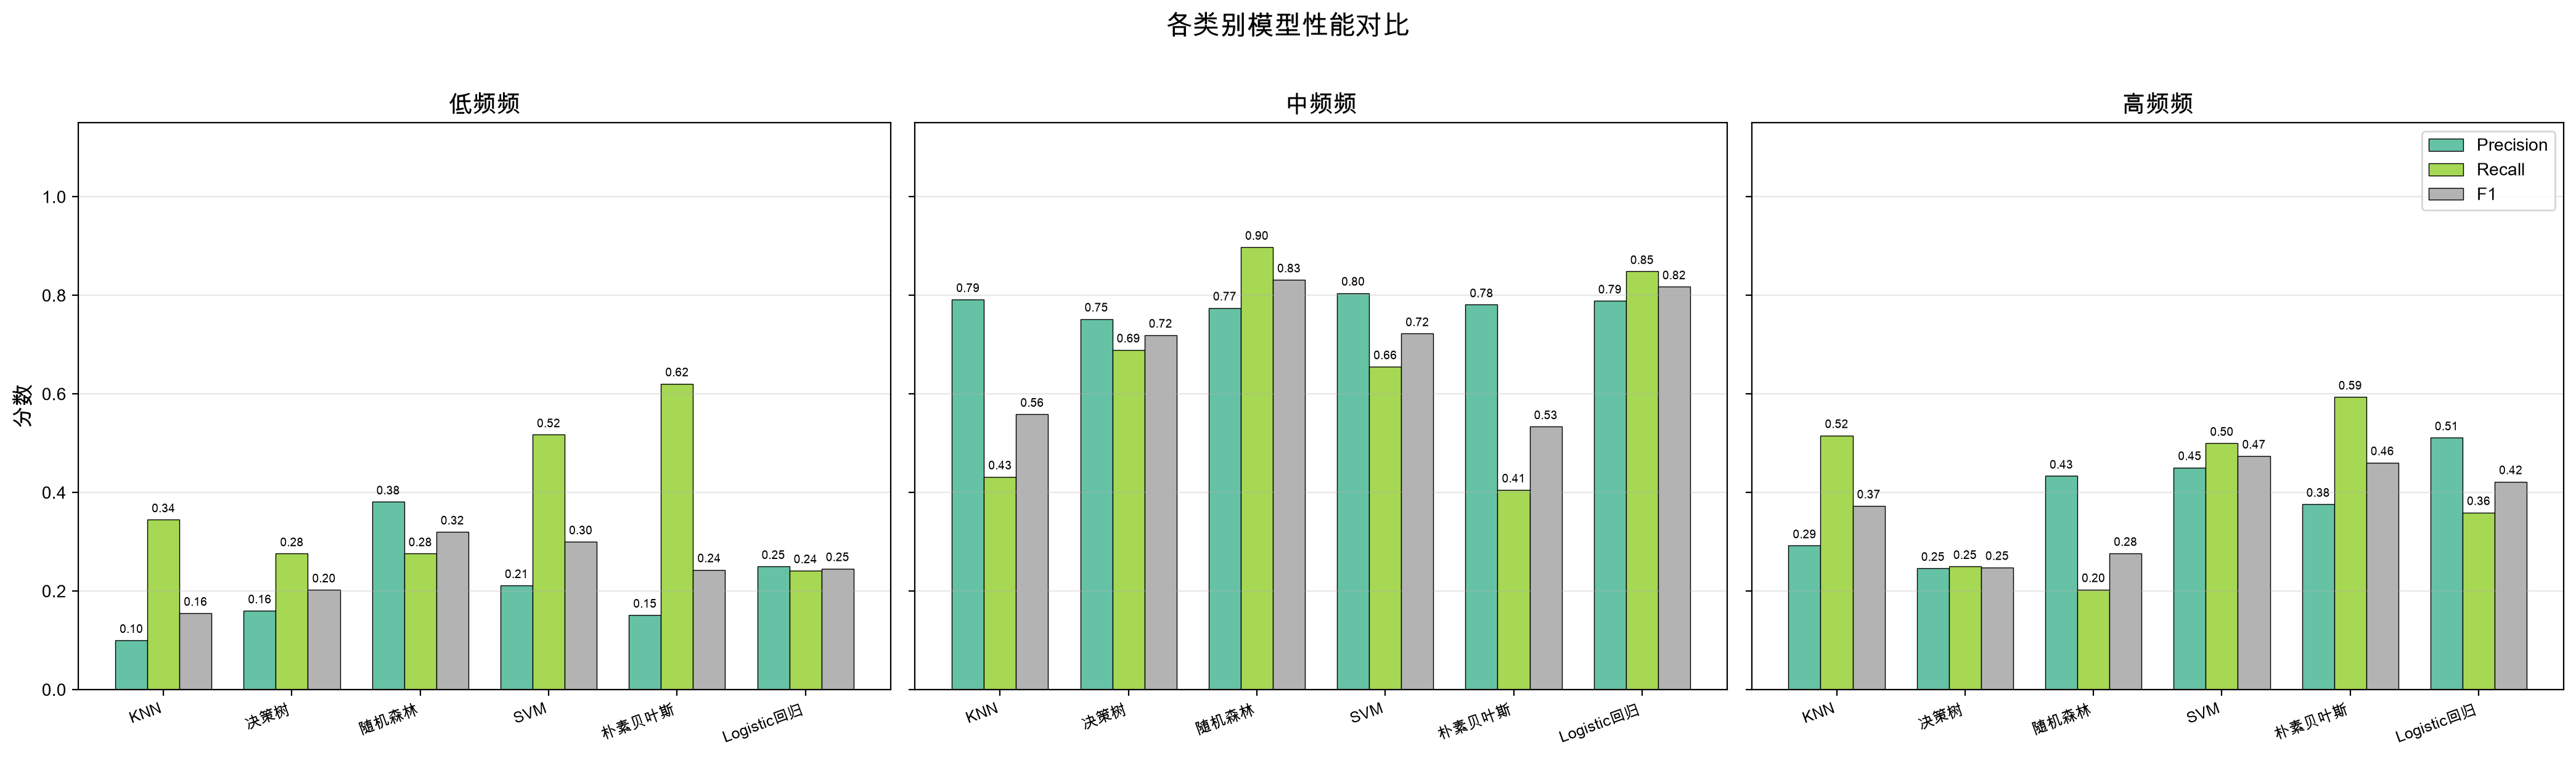 各类别模型性能对比
低频频
中频频
高频频
Precision
Recall
F1
分数
1.0
0.8
0.6
0.4
0.2
0.0
0.10 0.34 0.16 0.16 0.28 0.20 0.38 0.28 0.32 0.21 0.52 0.30 0.15 0.62 0.24 0.25 0.24 0.25
KNN 决策树 随机森林 SVM 朴素贝叶斯 Logistic回归
0.79 0.43 0.56 0.75 0.69 0.72 0.77 0.90 0.83 0.80 0.66 0.72 0.78 0.41 0.53 0.79 0.85 0.82
KNN 决策树 随机森林 SVM 朴素贝叶斯 Logistic回归
0.29 0.52 0.37 0.25 0.25 0.25 0.43 0.20 0.28 0.45 0.50 0.47 0.38 0.59 0.46 0.51 0.36 0.42
KNN 决策树 随机森林 SVM 朴素贝叶斯 Logistic回归